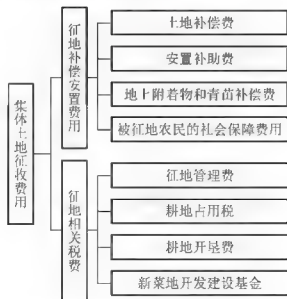 集体土地征收费用
征地补偿安置费用
土地补偿费
安置补助费
地上附着物和青苗补偿费
被征地农民的社会保障费用
征地相关税费
征地管理费
耕地占用税
耕地开垦费
新菜地开发建设基金